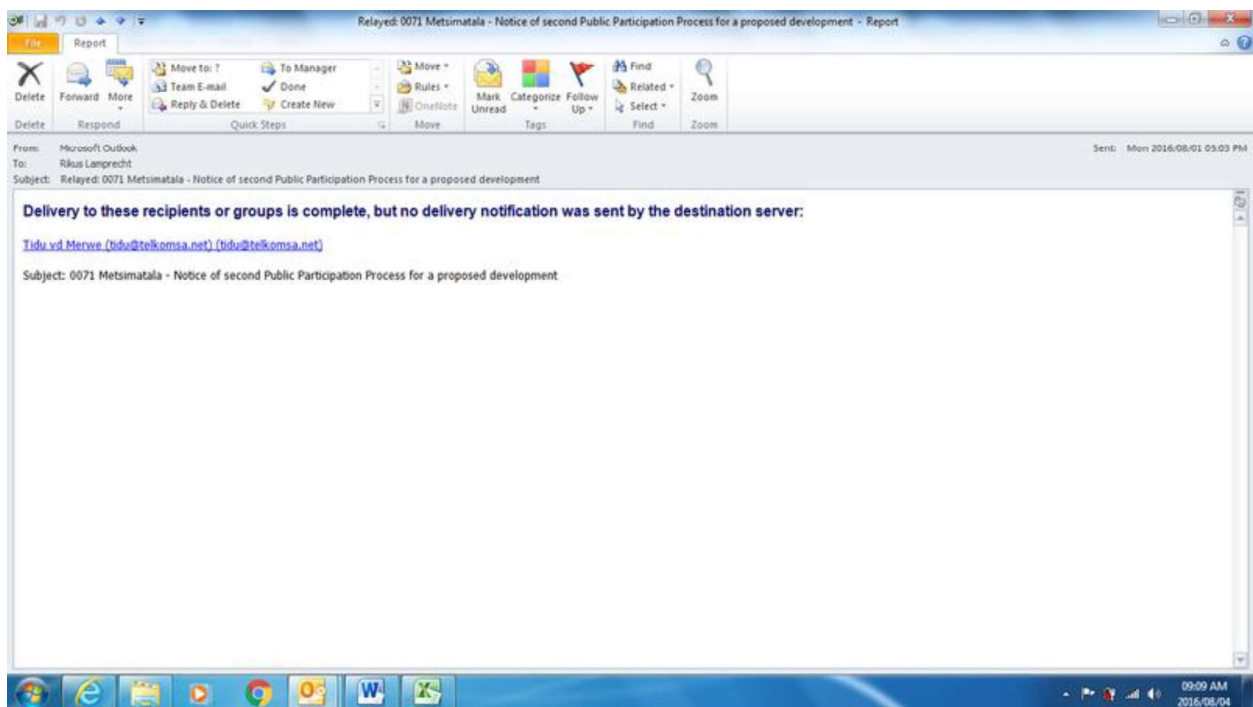 Relayed: 0071 Metsimatala - Notice of second Public Participation Process for a proposed development - Report
File Report
Move to: ? To Manager Move Find
Team E-mail Done Rules Related
Delete Forward More Reply & Delete Create New OneNote Mark Unread Categorize Follow Up Select Zoom
Delete Respond Quick Steps Move Tags Find Zoom
From: Microsoft Outlook Sent: Mon 2016/08/01 05:03 PM
To: Rikus Lamprecht
Subject: Relayed: 0071 Metsimatala - Notice of second Public Participation Process for a proposed development
Delivery to these recipients or groups is complete, but no delivery notification was sent by the destination server:
Tidu vd Merwe (tidu@telkomsa.net) (tidu@telkomsa.net)
Subject: 0071 Metsimatala - Notice of second Public Participation Process for a proposed development
09:09 AM
2016/08/04